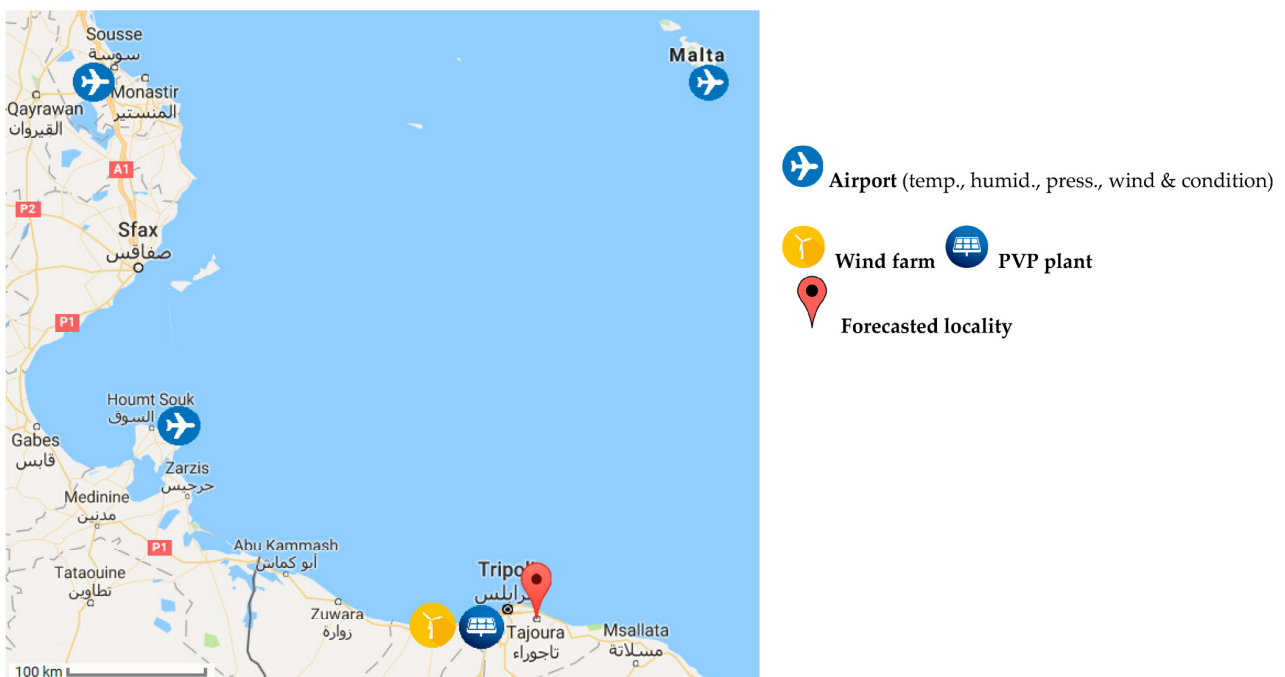 Sousse
سوسة
Monastir
المنستير
Qayrawan
القيروان
Malta
A1
P2
Sfax
صفاقس
P1
Houmt Souk
السوق
Gabes
قابس
Zarzis
جرجيس
Medinine
مدنين
P1
Abu Kammash
أبو كماش
Tataouine
تطاوين
Zuwara
زوارة
Tajoura
تاجوراء
Msallata
مسلاتة
100 km
Airport (temp., humid., press., wind & condition)
Wind farm PVP plant
Forecasted locality